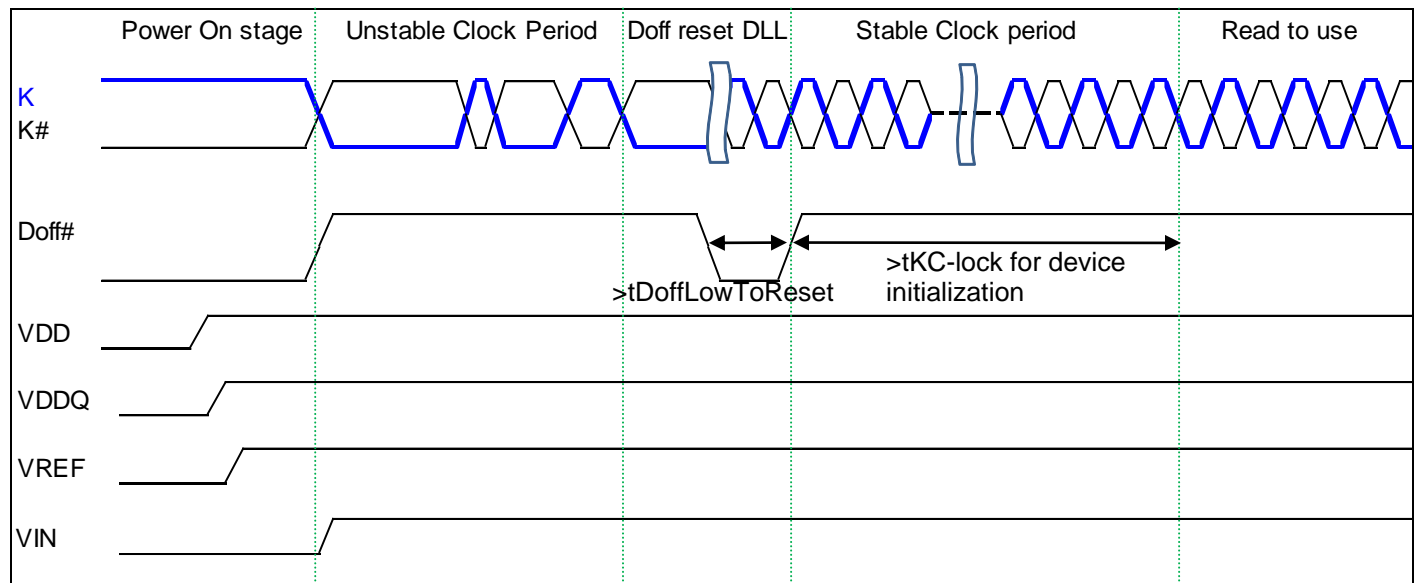 Power On stage
Unstable Clock Period
Doff reset DLL
Stable Clock period
Read to use
K
K#
Doff#
>tDoffLowToReset
>tKC-lock for device
initialization
VDD
VDDQ
VREF
VIN